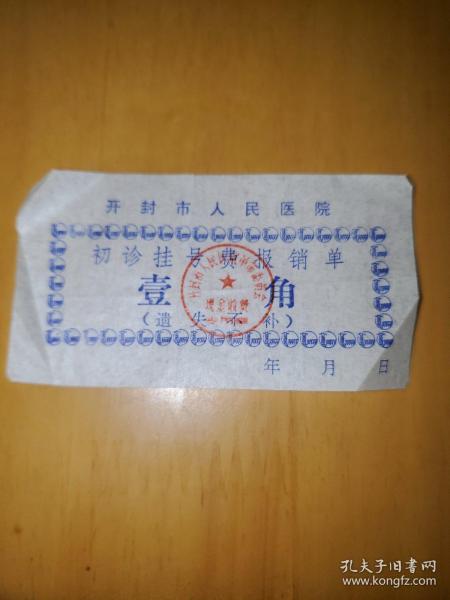 开封市人民医院
初诊挂号费报销单
壹 角
(遗失不补)
年 月 日
孔夫子旧书网
www.kongfz.com